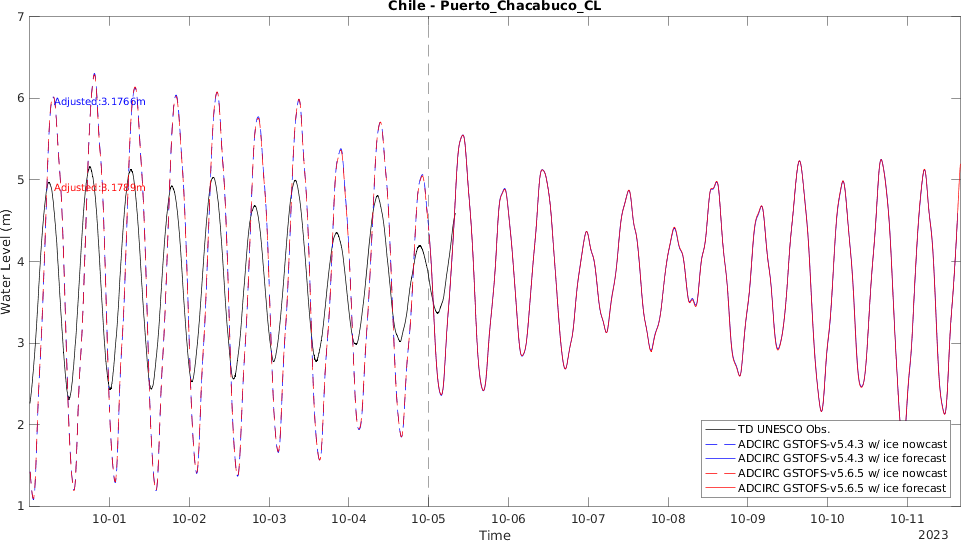 Chile - Puerto_Chacabuco_CL
7
6
5
4
3
2
1
Water Level (m)
Adjusted:3.1766m
Adjusted:3.1789m
TD UNESCO Obs.
ADCIRC GSTOFS-v5.4.3 w/ ice nowcast
ADCIRC GSTOFS-v5.4.3 w/ ice forecast
ADCIRC GSTOFS-v5.6.5 w/ ice nowcast
ADCIRC GSTOFS-v5.6.5 w/ ice forecast
10-01 10-02 10-03 10-04 10-05 10-06 10-07 10-08 10-09 10-10 10-11
Time
2023